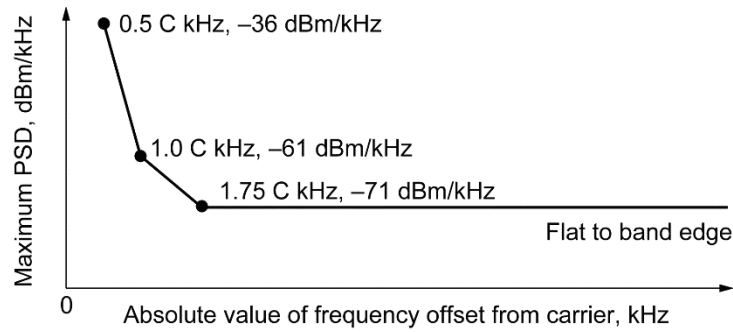 Maximum PSD, dBm/kHz
0.5 C kHz, –36 dBm/kHz
1.0 C kHz, –61 dBm/kHz
1.75 C kHz, –71 dBm/kHz
Flat to band edge
0
Absolute value of frequency offset from carrier, kHz